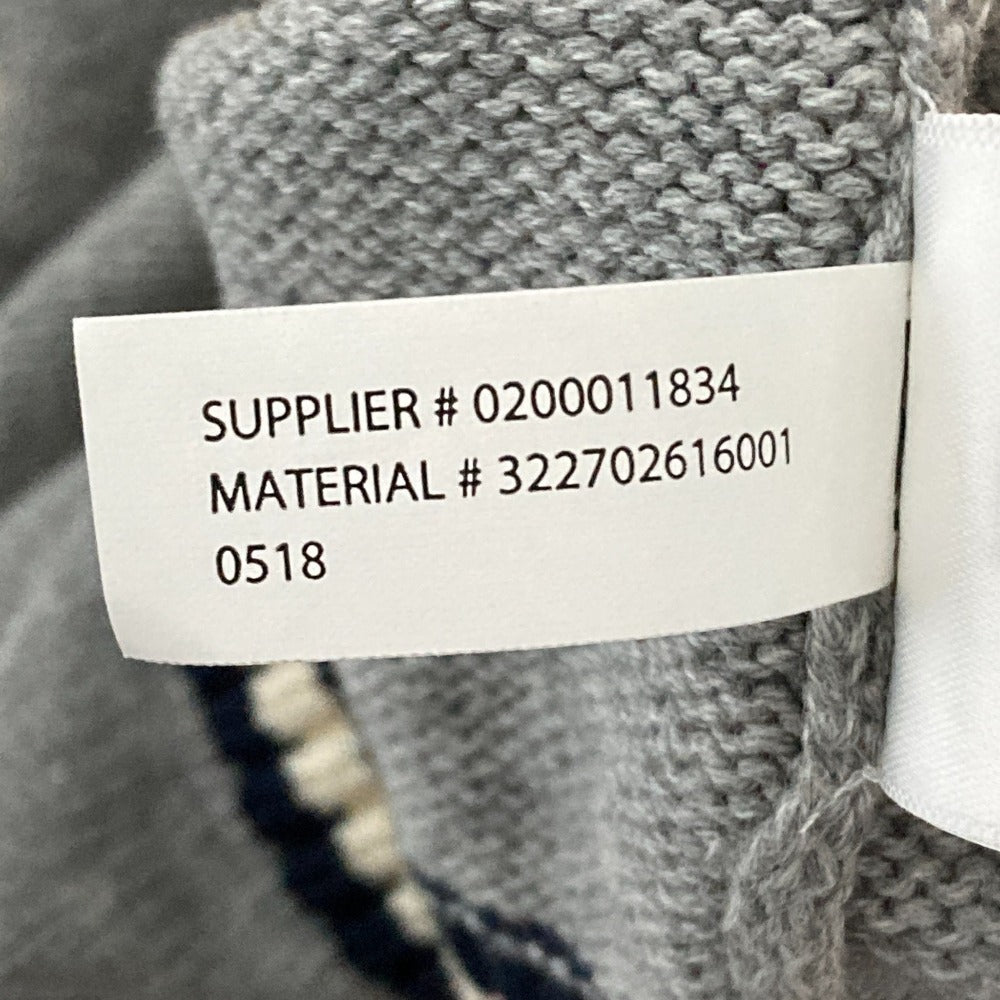 SUPPLIER # 0200011834
MATERIAL # 322702616001
0518